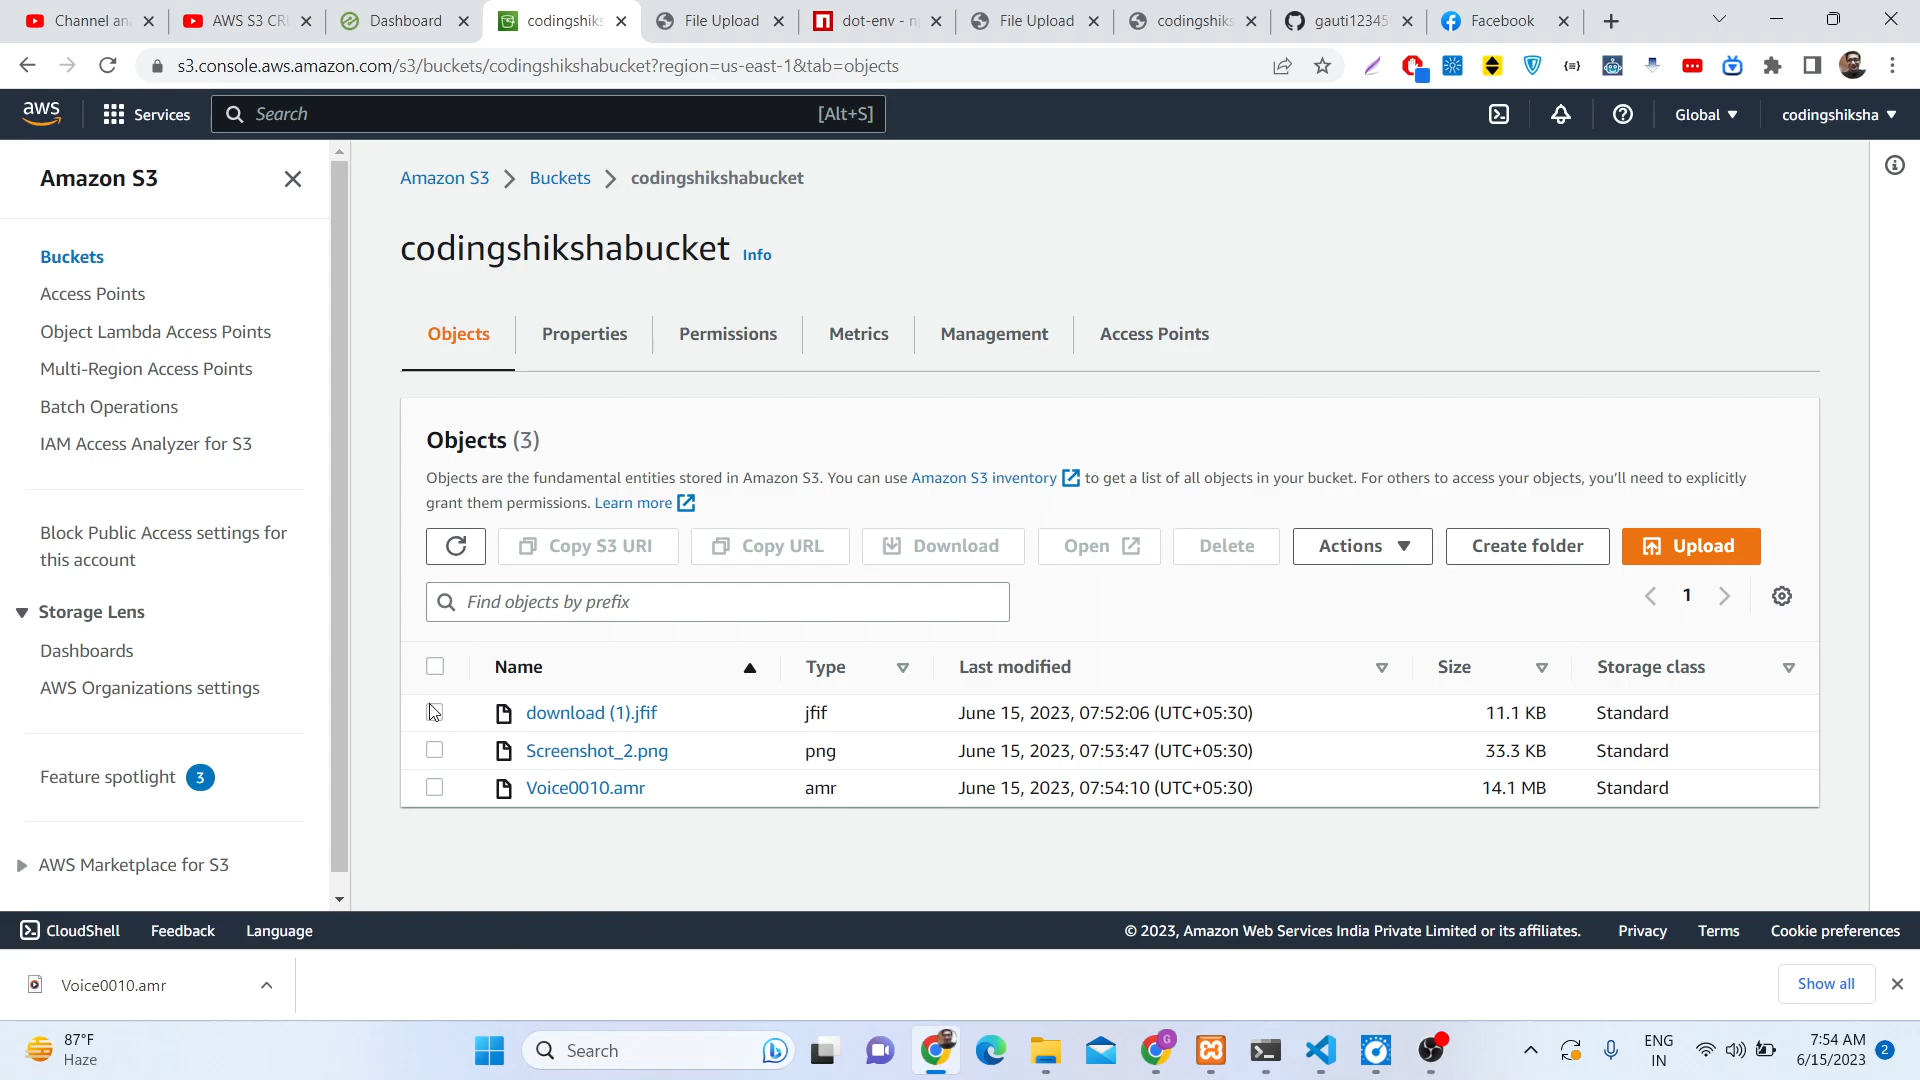 Channel an
AWS S3 CR
Dashboard
codingshiks
File Upload
dot-env - n
File Upload
codingshiks
gauti12345
Facebook
s3.console.aws.amazon.com/s3/buckets/codingshikshabucket?region=us-east-1&tab=objects
aws
Services
Search
[Alt+S]
Global
codingshiksha
Amazon S3
Buckets
Access Points
Object Lambda Access Points
Multi-Region Access Points
Batch Operations
IAM Access Analyzer for S3
Block Public Access settings for
this account
Storage Lens
Dashboards
AWS Organizations settings
Feature spotlight 3
AWS Marketplace for S3
Amazon S3 > Buckets > codingshikshabucket
codingshikshabucket Info
Objects
Properties
Permissions
Metrics
Management
Access Points
Objects (3)
Objects are the fundamental entities stored in Amazon S3. You can use Amazon S3 inventory to get a list of all objects in your bucket. For others to access your objects, you'll need to explicitly
grant them permissions. Learn more
Copy S3 URI
Copy URL
Download
Open
Delete
Actions
Create folder
Upload
Find objects by prefix
1
Name Type Last modified Size Storage class
download (1).jfif jfif June 15, 2023, 07:52:06 (UTC+05:30) 11.1 KB Standard
Screenshot_2.png png June 15, 2023, 07:53:47 (UTC+05:30) 33.3 KB Standard
Voice0010.amr amr June 15, 2023, 07:54:10 (UTC+05:30) 14.1 MB Standard
CloudShell
Feedback
Language
© 2023, Amazon Web Services India Private Limited or its affiliates.
Privacy
Terms
Cookie preferences
Voice0010.amr
Show all
87°F
Haze
Search
G
ENG
IN
7:54 AM
6/15/2023
2